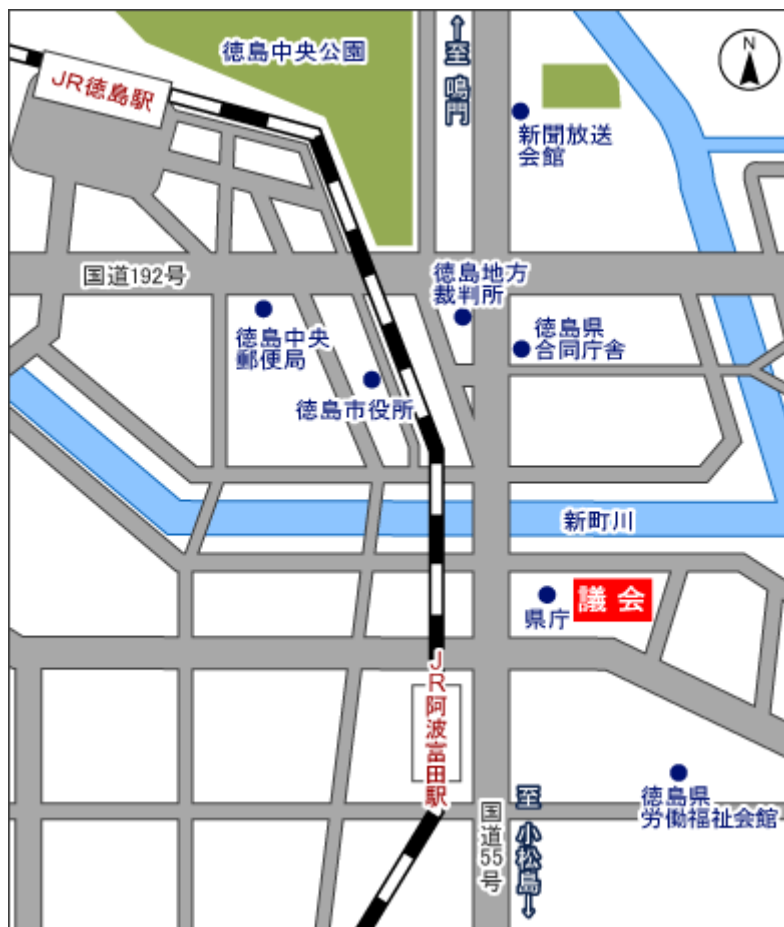 徳島中央公園
↑至 鳴門
N
JR徳島駅
新聞放送
会館
国道192号
徳島地方
裁判所
徳島中央
郵便局
徳島県
合同庁舎
徳島市役所
新町川
県庁
議会
JR阿波富田駅
徳島県
労働福祉会館
国道55号
至 小松島↓